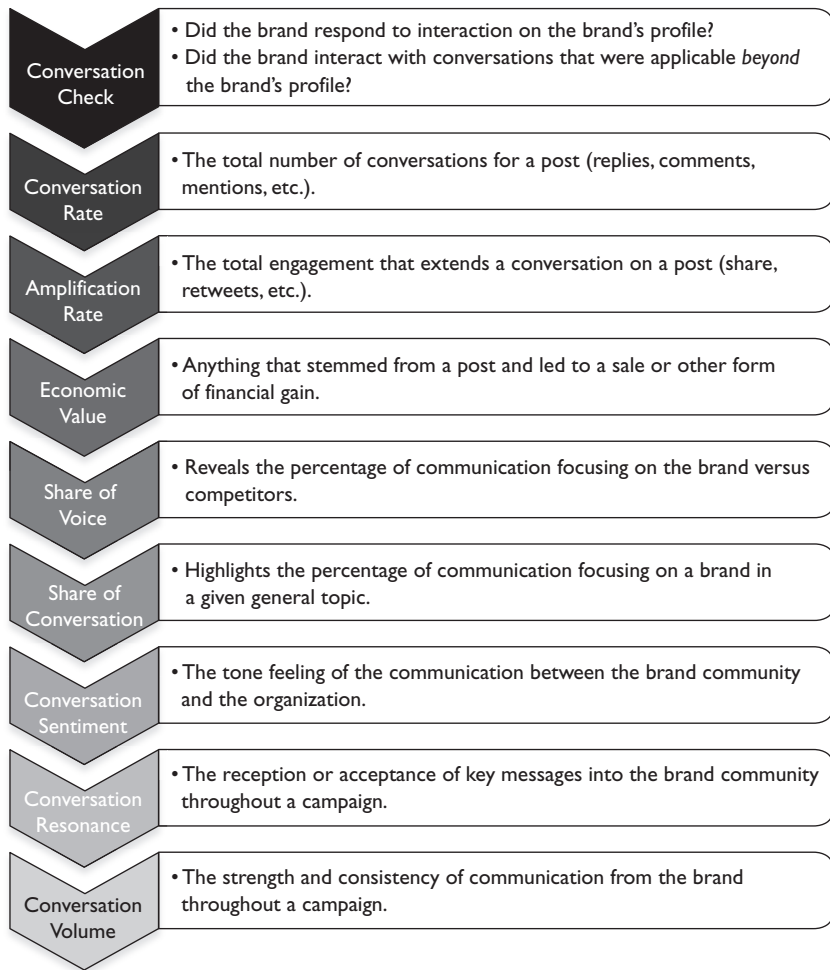 Conversation
Check
• Did the brand respond to interaction on the brand's profile?
• Did the brand interact with conversations that were applicable beyond
the brand's profile?
Conversation
Rate
• The total number of conversations for a post (replies, comments,
mentions, etc.).
Amplification
Rate
• The total engagement that extends a conversation on a post (share,
retweets, etc.).
Economic
Value
• Anything that stemmed from a post and led to a sale or other form
of financial gain.
Share of
Voice
• Reveals the percentage of communication focusing on the brand versus
competitors.
Share of
Conversation
• Highlights the percentage of communication focusing on a brand in
a given general topic.
Conversation
Sentiment
• The tone feeling of the communication between the brand community
and the organization.
Conversation
Resonance
• The reception or acceptance of key messages into the brand community
throughout a campaign.
Conversation
Volume
• The strength and consistency of communication from the brand
throughout a campaign.